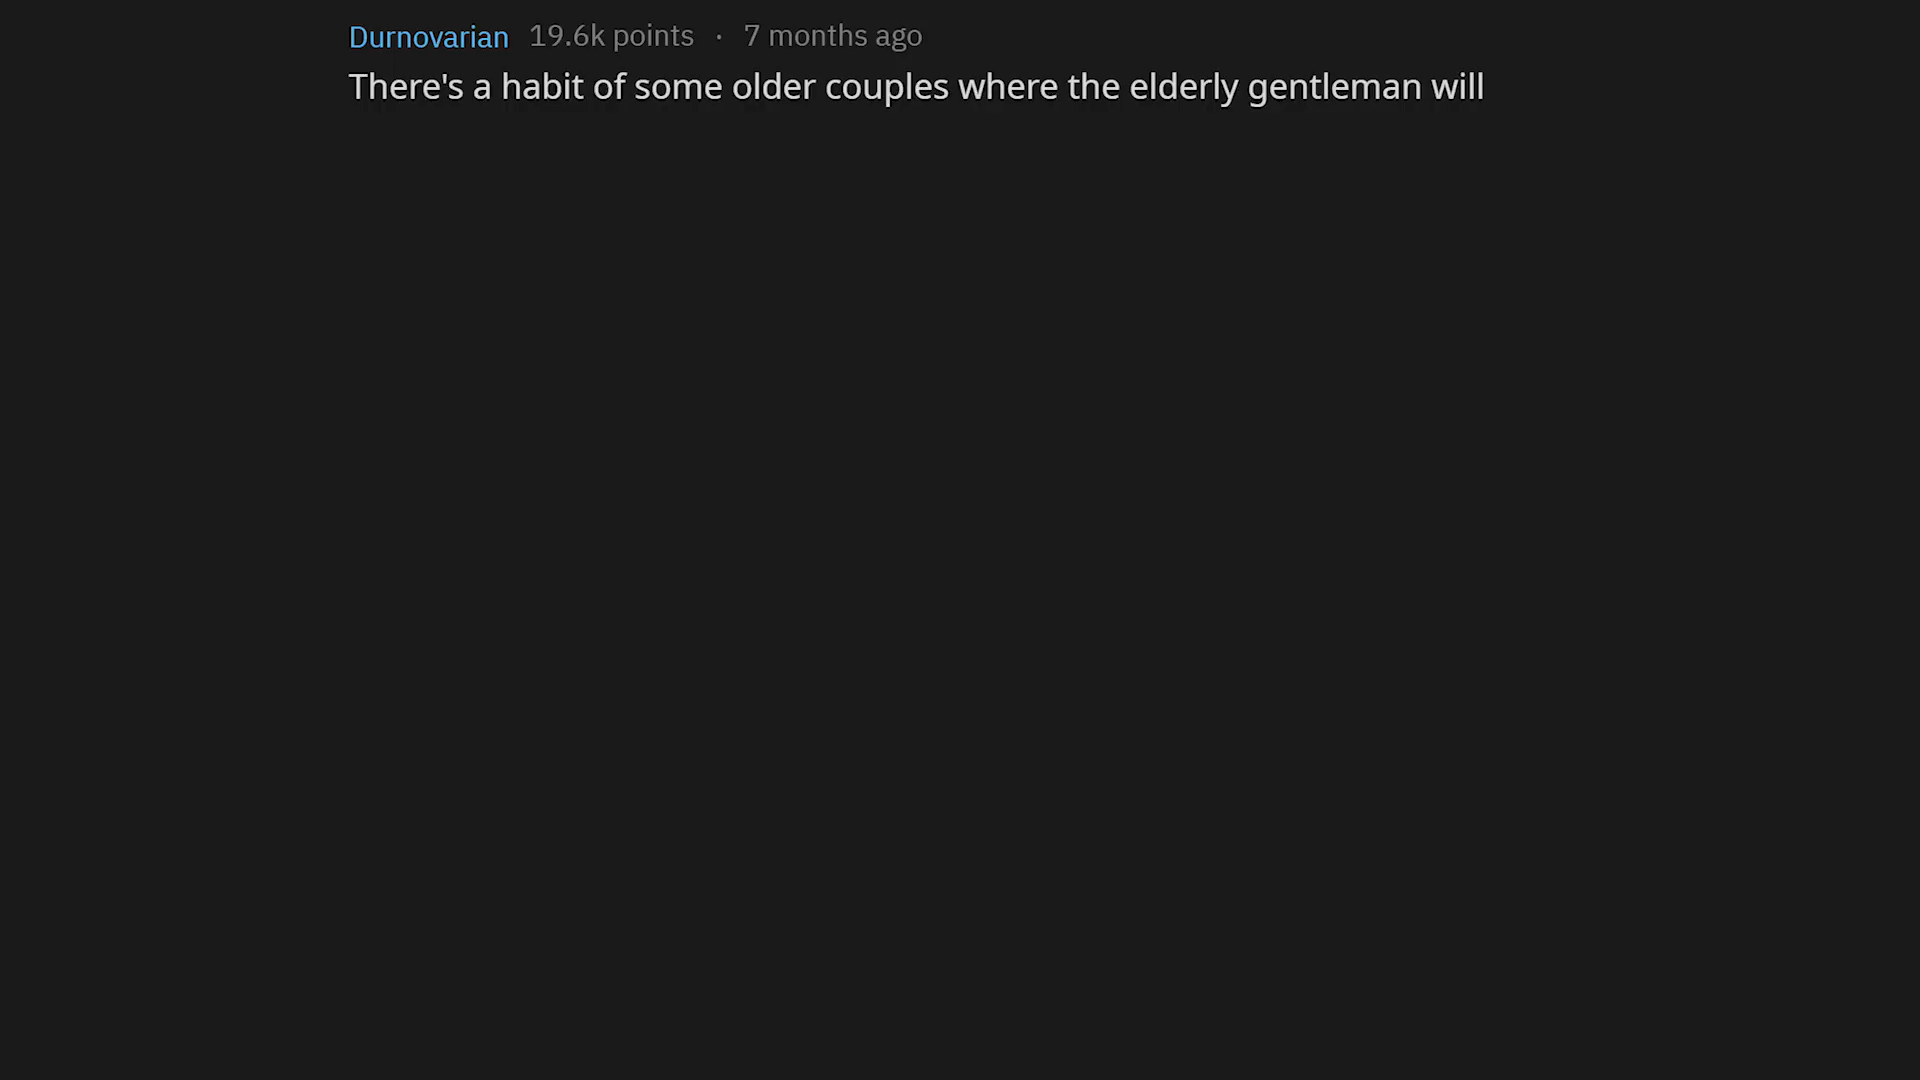 Durnovarian 19.6k points · 7 months ago
There's a habit of some older couples where the elderly gentleman will